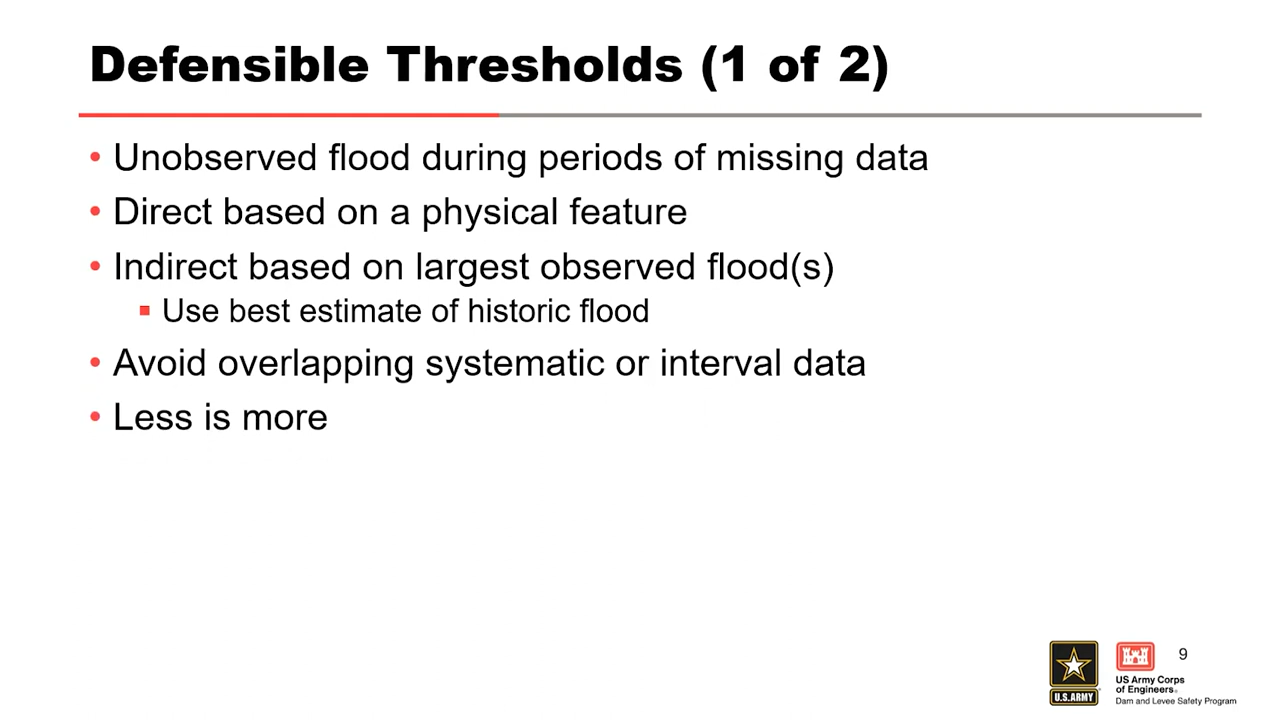 Defensible Thresholds (1 of 2)
• Unobserved flood during periods of missing data
• Direct based on a physical feature
• Indirect based on largest observed flood(s)
▪ Use best estimate of historic flood
• Avoid overlapping systematic or interval data
• Less is more
9
U.S.ARMY
US Army Corps
of Engineers®
Dam and Levee Safety Program